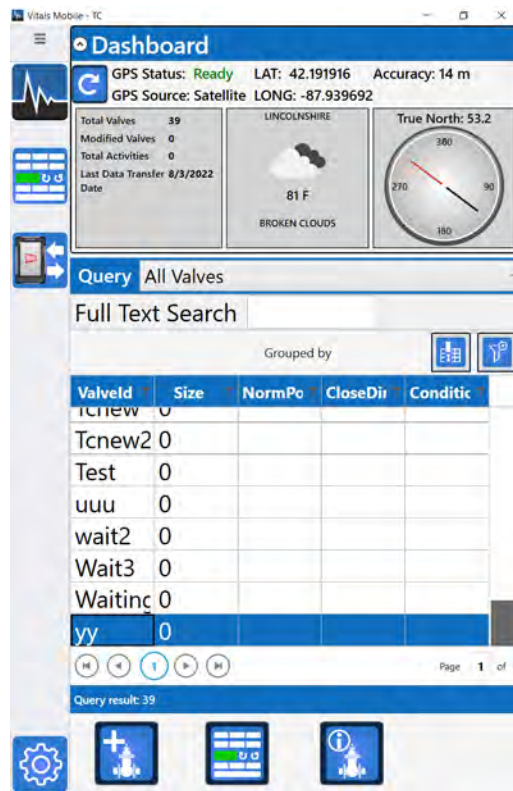 Vitals Mobile - TC
Dashboard
GPS Status: Ready LAT: 42.191916 Accuracy: 14 m
GPS Source: Satellite LONG: -87.939692
Total Valves 39
Modified Valves 0
Total Activities 0
Last Data Transfer 8/3/2022
Date
LINCOLNSHIRE
81 F
BROKEN CLOUDS
True North: 53.2
360
270 90
180
Query All Valves
Full Text Search
Grouped by
ValveId Size NormPo CloseDir Conditic
Tcnew 0
Tcnew2 0
Test 0
uuu 0
wait2 0
Wait3 0
Waiting 0
yy 0
1 Page 1 of
Query result: 39